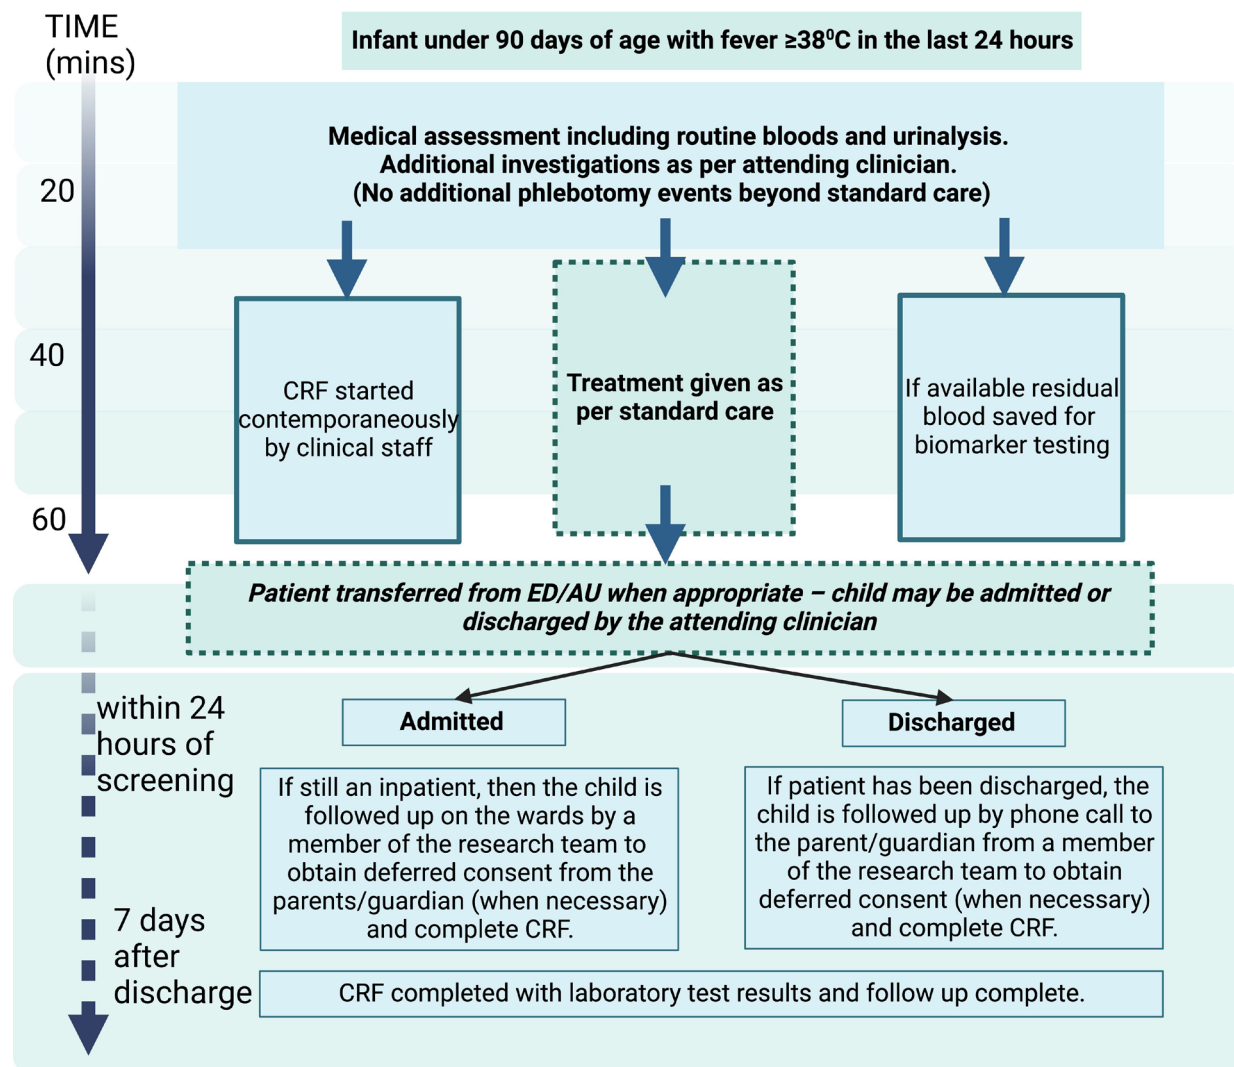 TIME
(mins)
Infant under 90 days of age with fever ≥38⁰C in the last 24 hours
Medical assessment including routine bloods and urinalysis.
Additional investigations as per attending clinician.
(No additional phlebotomy events beyond standard care)
20
40
60
CRF started
contemporaneously
by clinical staff
Treatment given as
per standard care
If available residual
blood saved for
biomarker testing
Patient transferred from ED/AU when appropriate – child may be admitted or
discharged by the attending clinician
within 24
hours of
screening
Admitted
If still an inpatient, then the child is
followed up on the wards by a
member of the research team to
obtain deferred consent from the
parents/guardian (when necessary)
and complete CRF.
Discharged
If patient has been discharged, the
child is followed up by phone call to
the parent/guardian from a member
of the research team to obtain
deferred consent (when necessary)
and complete CRF.
7 days
after
discharge
CRF completed with laboratory test results and follow up complete.